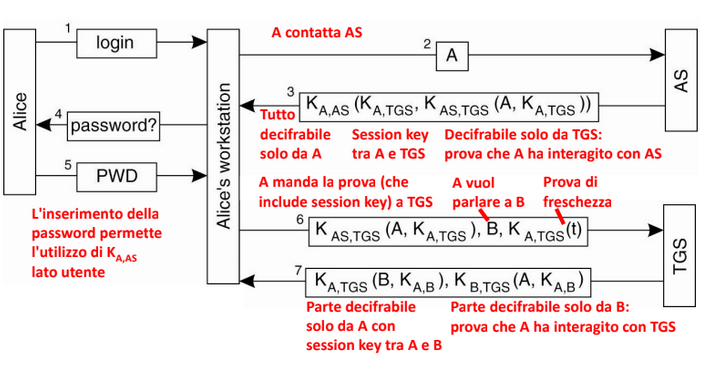 1
login
A contatta AS
2
A
Alice
Alice's workstation
AS
3
K_A,AS (K_A,TGS, K_AS,TGS (A, K_A,TGS ))
Tutto
decifrabile
solo da A
Session key
tra A e TGS
Decifrabile solo da TGS:
prova che A ha interagito con AS
4
password?
5
PWD
L'inserimento della
password permette
l'utilizzo di K_A,AS
lato utente
A manda la prova (che
include session key) a TGS
A vuol
parlare a B
Prova di
freschezza
6
K_AS,TGS (A, K_A,TGS ), B, K_A,TGS(t)
TGS
7
K_A,TGS (B, K_A,B), K_B,TGS(A, K_A,B)
Parte decifrabile
solo da A con
session key tra A e B
Parte decifrabile solo da B:
prova che A ha interagito con TGS